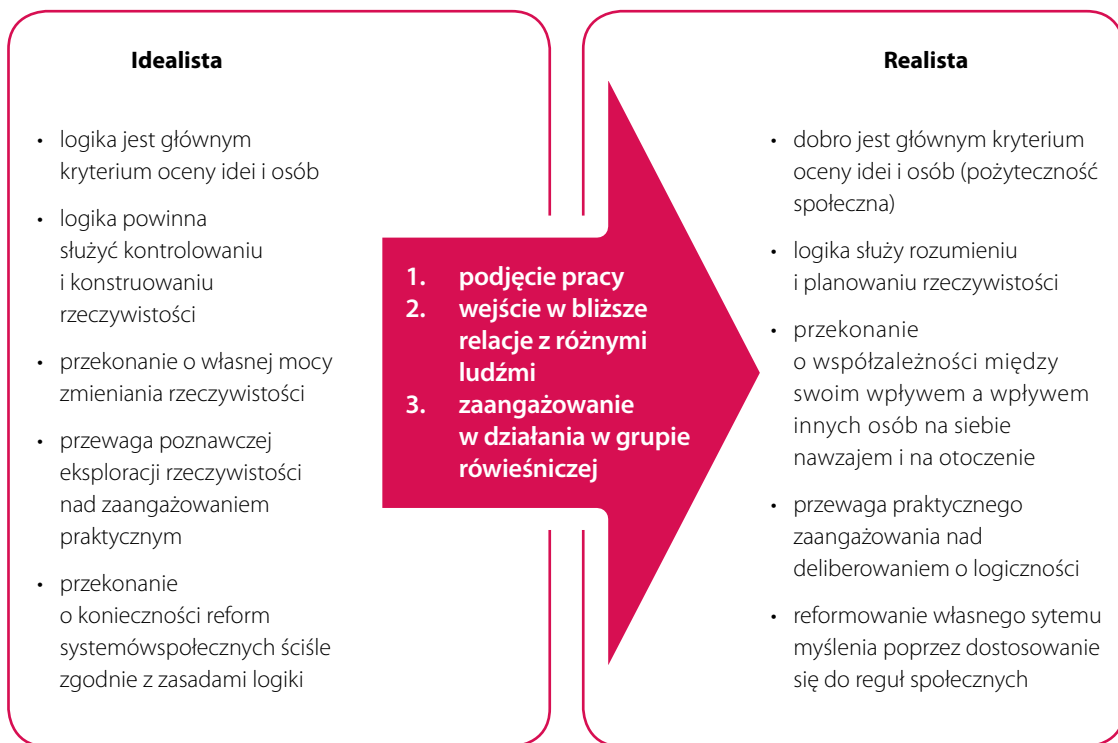 Idealista
• logika jest głównym
kryterium oceny idei i osób
• logika powinna
służyć kontrolowaniu
i konstruowaniu
rzeczywistości
• przekonanie o własnej mocy
zmieniania rzeczywistości
• przewaga poznawczej
eksploracji rzeczywistości
nad zaangażowaniem
praktycznym
• przekonanie
o konieczności reform
systemówspołecznych ściśle
zgodnie z zasadami logiki
1. podjęcie pracy
2. wejście w bliższe
relacje z różnymi
ludźmi
3. zaangażowanie
w działania w grupie
rówieśniczej
Realista
• dobro jest głównym kryterium
oceny idei i osób (pożyteczność
społeczna)
• logika służy rozumieniu
i planowaniu rzeczywistości
• przekonanie
o współzależności między
swoim wpływem a wpływem
innych osób na siebie
nawzajem i na otoczenie
• przewaga praktycznego
zaangażowania nad
deliberowaniem o logiczności
• reformowanie własnego sytemu
myślenia poprzez dostosowanie
się do reguł społecznych